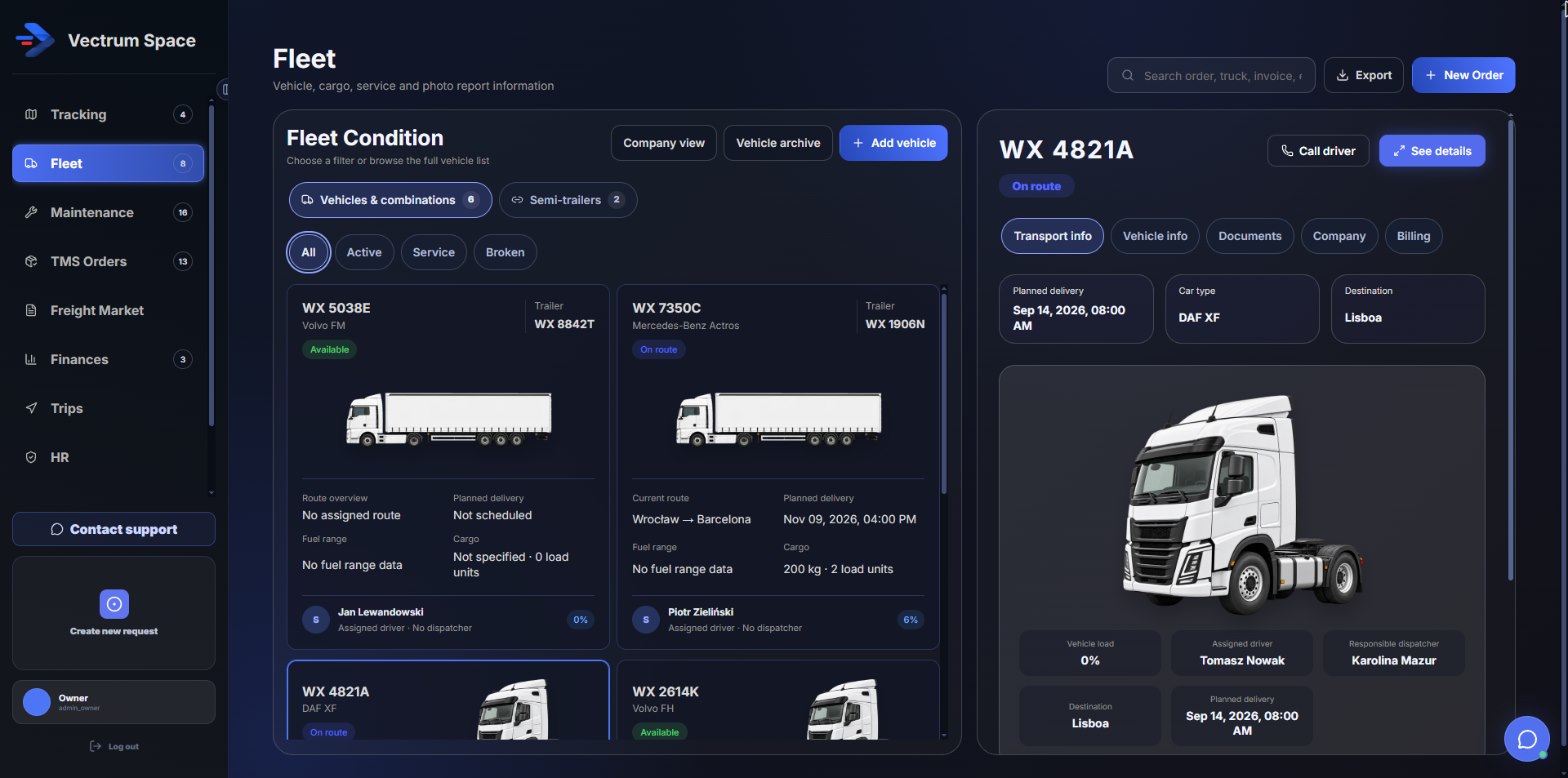 Vectrum Space
Tracking 4
Fleet 8
Maintenance 16
TMS Orders 13
Freight Market
Finances 3
Trips
HR
Contact support
Create new request
Owner
admin_owner
Log out
Fleet
Vehicle, cargo, service and photo report information
Search order, truck, invoice,
Export
+ New Order
Fleet Condition
Choose a filter or browse the full vehicle list
Company view
Vehicle archive
+ Add vehicle
Vehicles & combinations 6
Semi-trailers 2
All
Active
Service
Broken
WX 5038E
Volvo FM
Available
Trailer
WX 8842T
Route overview
No assigned route
Planned delivery
Not scheduled
Fuel range
No fuel range data
Cargo
Not specified · 0 load
units
S
Jan Lewandowski
Assigned driver · No dispatcher
0%
WX 7350C
Mercedes-Benz Actros
On route
Trailer
WX 1906N
Current route
Wrocław → Barcelona
Planned delivery
Nov 09, 2026, 04:00 PM
Fuel range
No fuel range data
Cargo
200 kg · 2 load units
S
Piotr Zieliński
Assigned driver · No dispatcher
6%
WX 4821A
DAF XF
On route
WX 2614K
Volvo FH
Available
WX 4821A
On route
Call driver
See details
Transport info
Vehicle info
Documents
Company
Billing
Planned delivery
Sep 14, 2026, 08:00
AM
Car type
DAF XF
Destination
Lisboa
Vehicle load
0%
Assigned driver
Tomasz Nowak
Responsible dispatcher
Karolina Mazur
Destination
Lisboa
Planned delivery
Sep 14, 2026, 08:00
AM